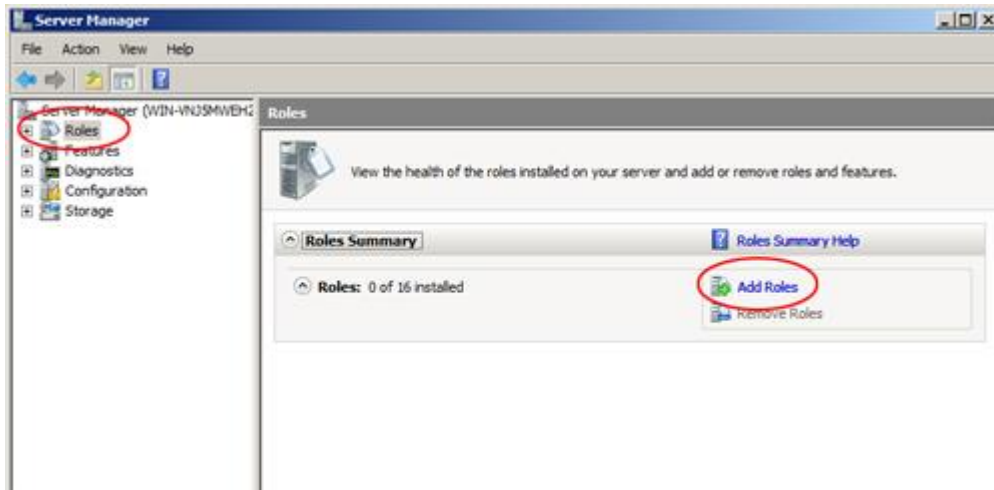 Server Manager
File Action View Help
Server Manager (WIN-VNJ5MWEH2
Roles
Features
Diagnostics
Configuration
Storage
Roles
View the health of the roles installed on your server and add or remove roles and features.
Roles Summary
Roles Summary Help
Roles: 0 of 16 installed
Add Roles
Remove Roles